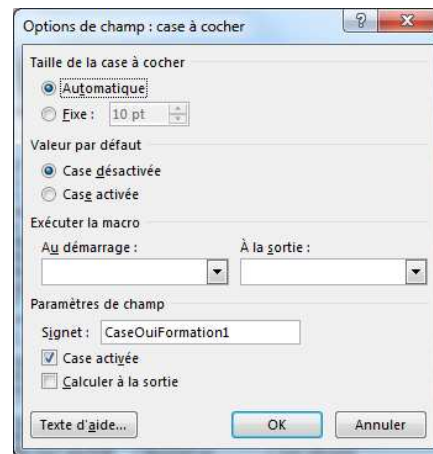 Options de champ : case à cocher
Taille de la case à cocher
Automatique
Fixe : 10 pt
Valeur par défaut
Case désactivée
Case activée
Exécuter la macro
Au démarrage : À la sortie :
Paramètres de champ
Signet : CaseOuiFormation1
Case activée
Calculer à la sortie
Texte d'aide... OK Annuler